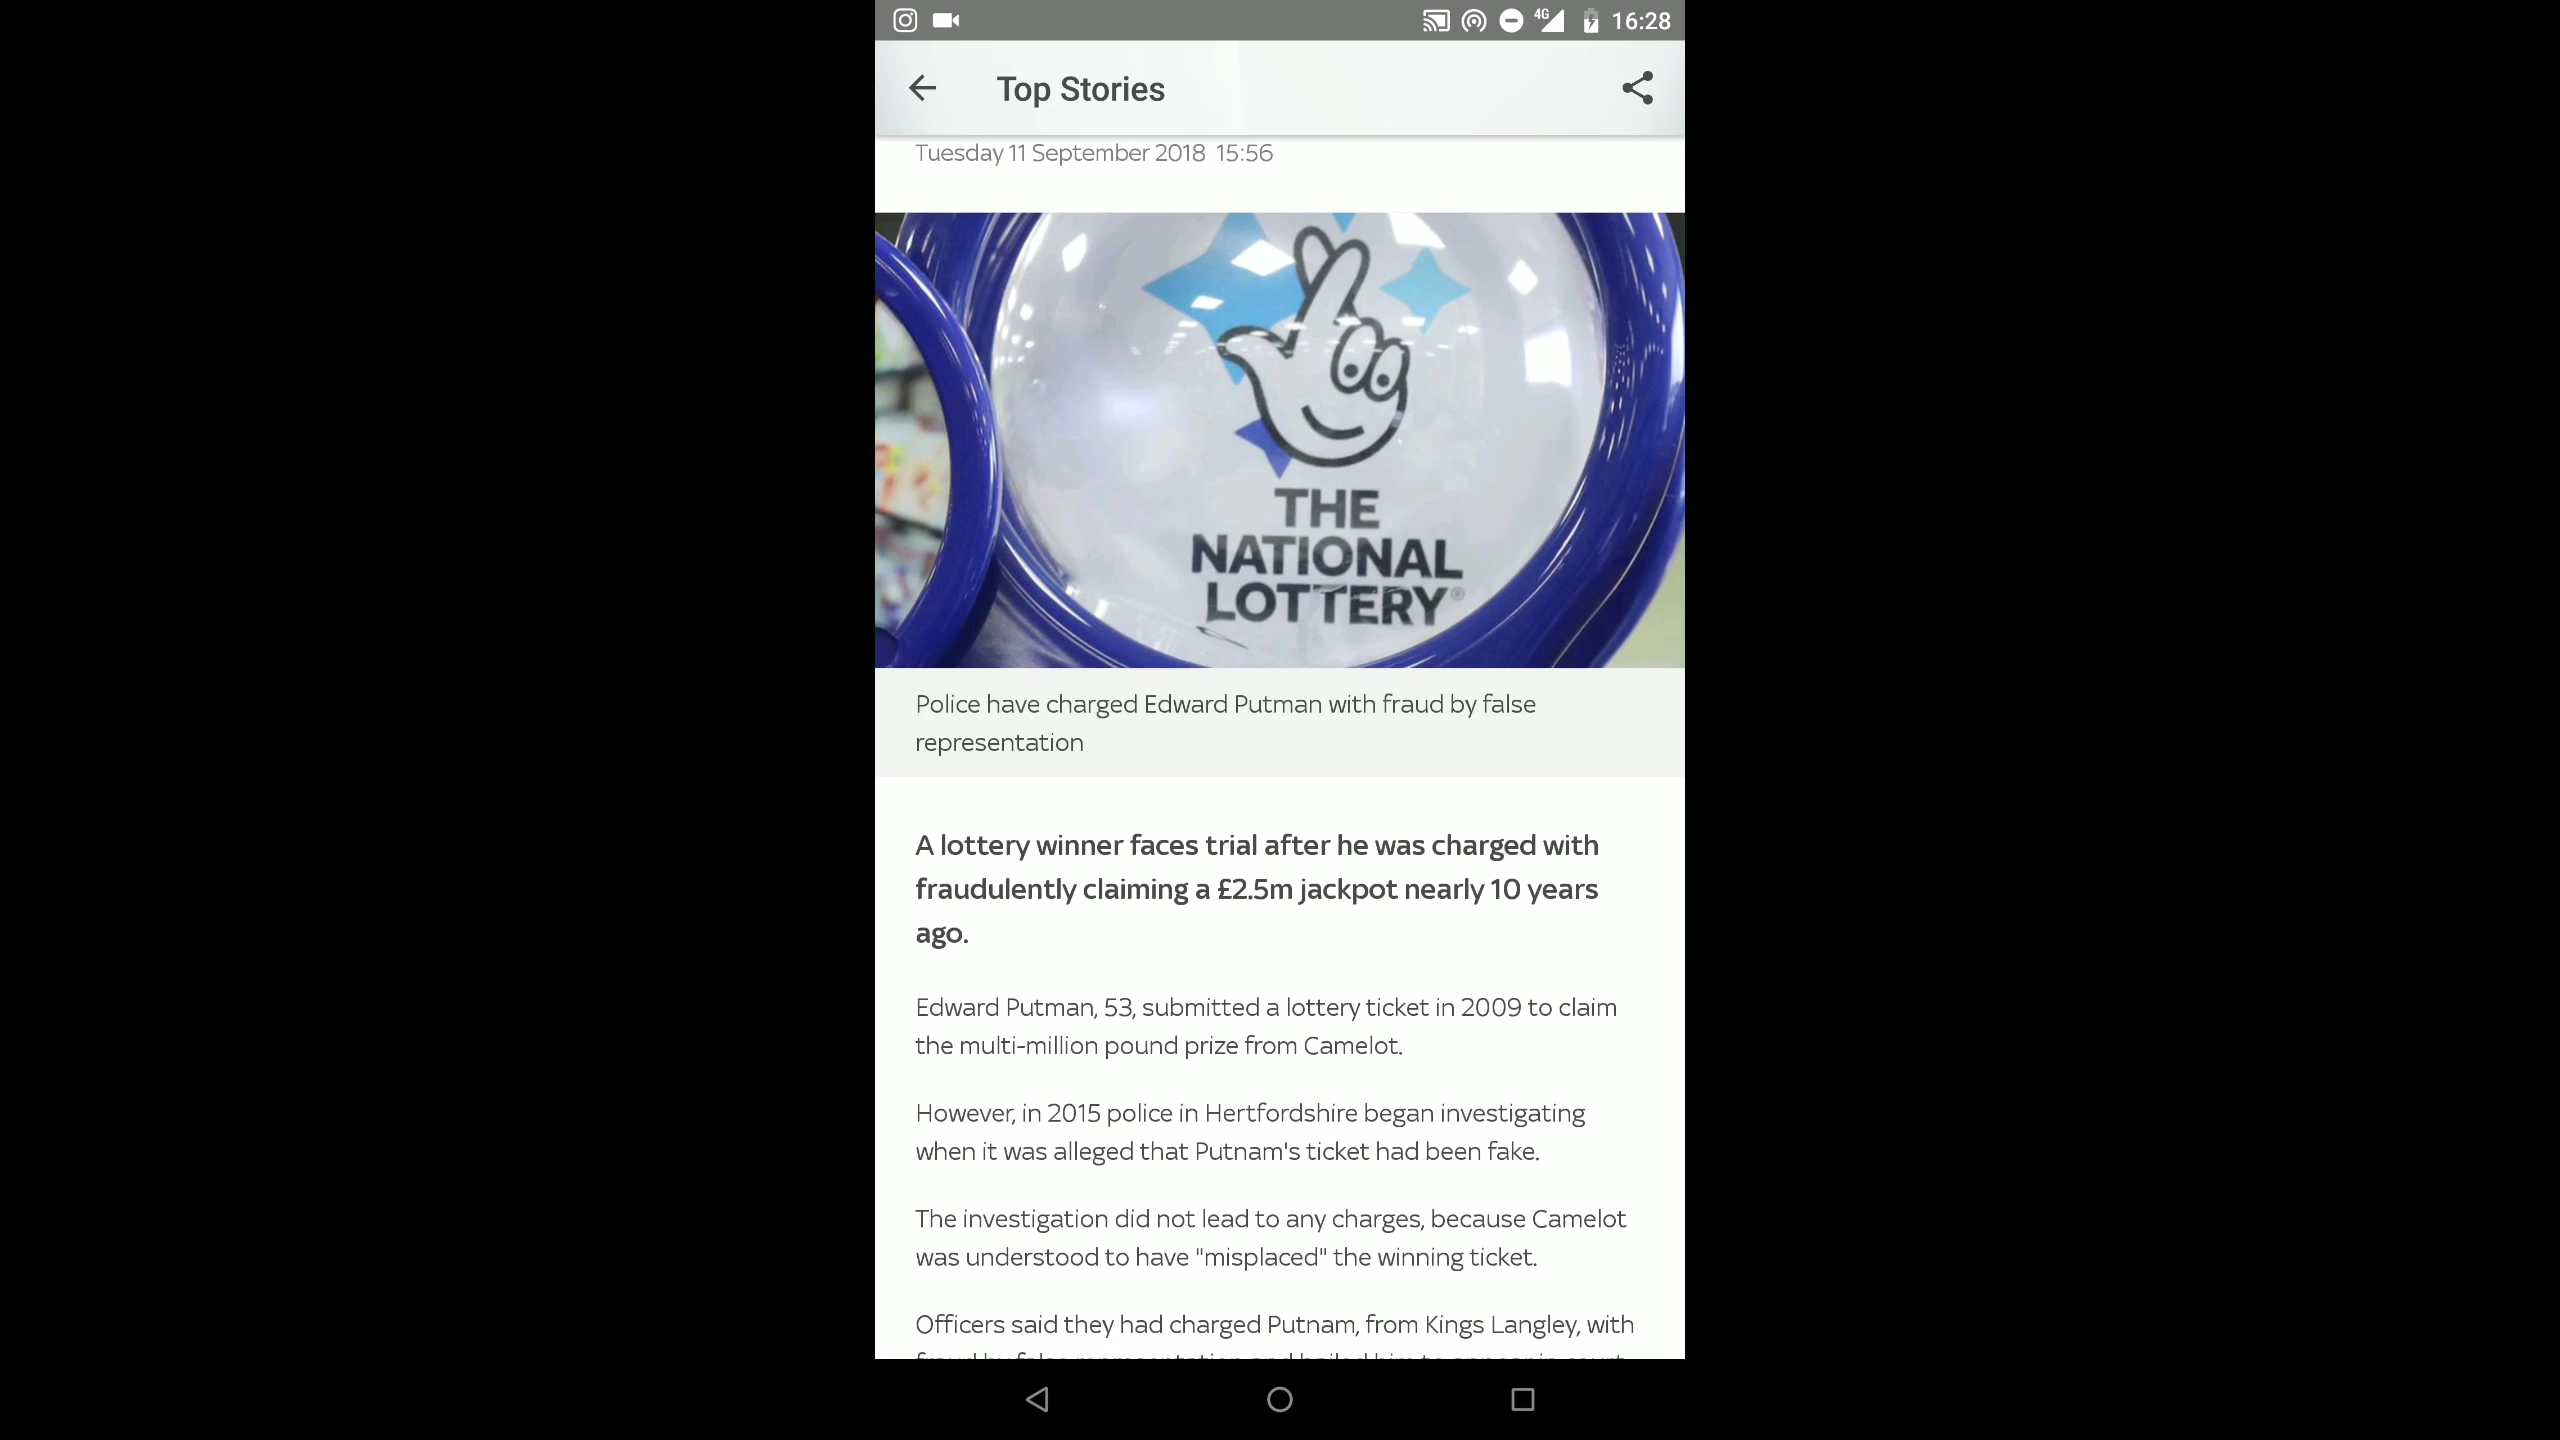 4G 16:28
Top Stories
Tuesday 11 September 2018 15:56
THE
NATIONAL
LOTTERY®
Police have charged Edward Putman with fraud by false
representation
A lottery winner faces trial after he was charged with
fraudulently claiming a £2.5m jackpot nearly 10 years
ago.
Edward Putman, 53, submitted a lottery ticket in 2009 to claim
the multi-million pound prize from Camelot.
However, in 2015 police in Hertfordshire began investigating
when it was alleged that Putnam's ticket had been fake.
The investigation did not lead to any charges, because Camelot
was understood to have "misplaced" the winning ticket.
Officers said they had charged Putnam, from Kings Langley, with